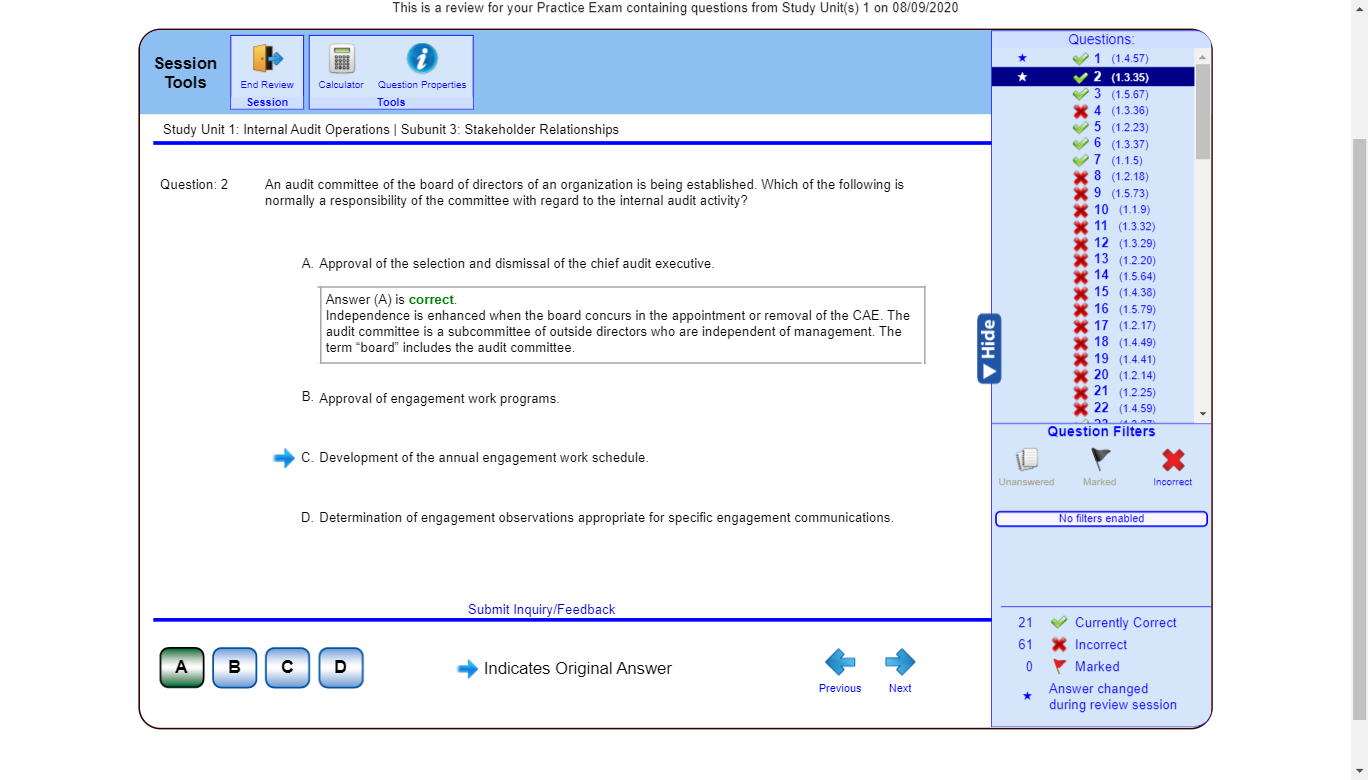 This is a review for your Practice Exam containing questions from Study Unit(s) 1 on 08/09/2020
Session
Tools
End Review
Session
Calculator
Question Properties
Tools
Study Unit 1: Internal Audit Operations | Subunit 3: Stakeholder Relationships
Question: 2
An audit committee of the board of directors of an organization is being established. Which of the following is
normally a responsibility of the committee with regard to the internal audit activity?
A. Approval of the selection and dismissal of the chief audit executive.
Answer (A) is correct.
Independence is enhanced when the board concurs in the appointment or removal of the CAE. The
audit committee is a subcommittee of outside directors who are independent of management. The
term “board” includes the audit committee.
B. Approval of engagement work programs.
C. Development of the annual engagement work schedule.
D. Determination of engagement observations appropriate for specific engagement communications.
Submit Inquiry/Feedback
A B C D
Indicates Original Answer
Previous
Next
Hide
Questions:
1 (1.4.57)
2 (1.3.35)
3 (1.5.67)
4 (1.3.36)
5 (1.2.23)
6 (1.3.37)
7 (1.1.5)
8 (1.2.18)
9 (1.5.73)
10 (1.1.9)
11 (1.3.32)
12 (1.3.29)
13 (1.2.20)
14 (1.5.64)
15 (1.4.38)
16 (1.5.79)
17 (1.2.17)
18 (1.4.49)
19 (1.4.41)
20 (1.2.14)
21 (1.2.25)
22 (1.4.59)
Question Filters
Unanswered
Marked
Incorrect
No filters enabled
21 Currently Correct
61 Incorrect
0 Marked
Answer changed
during review session